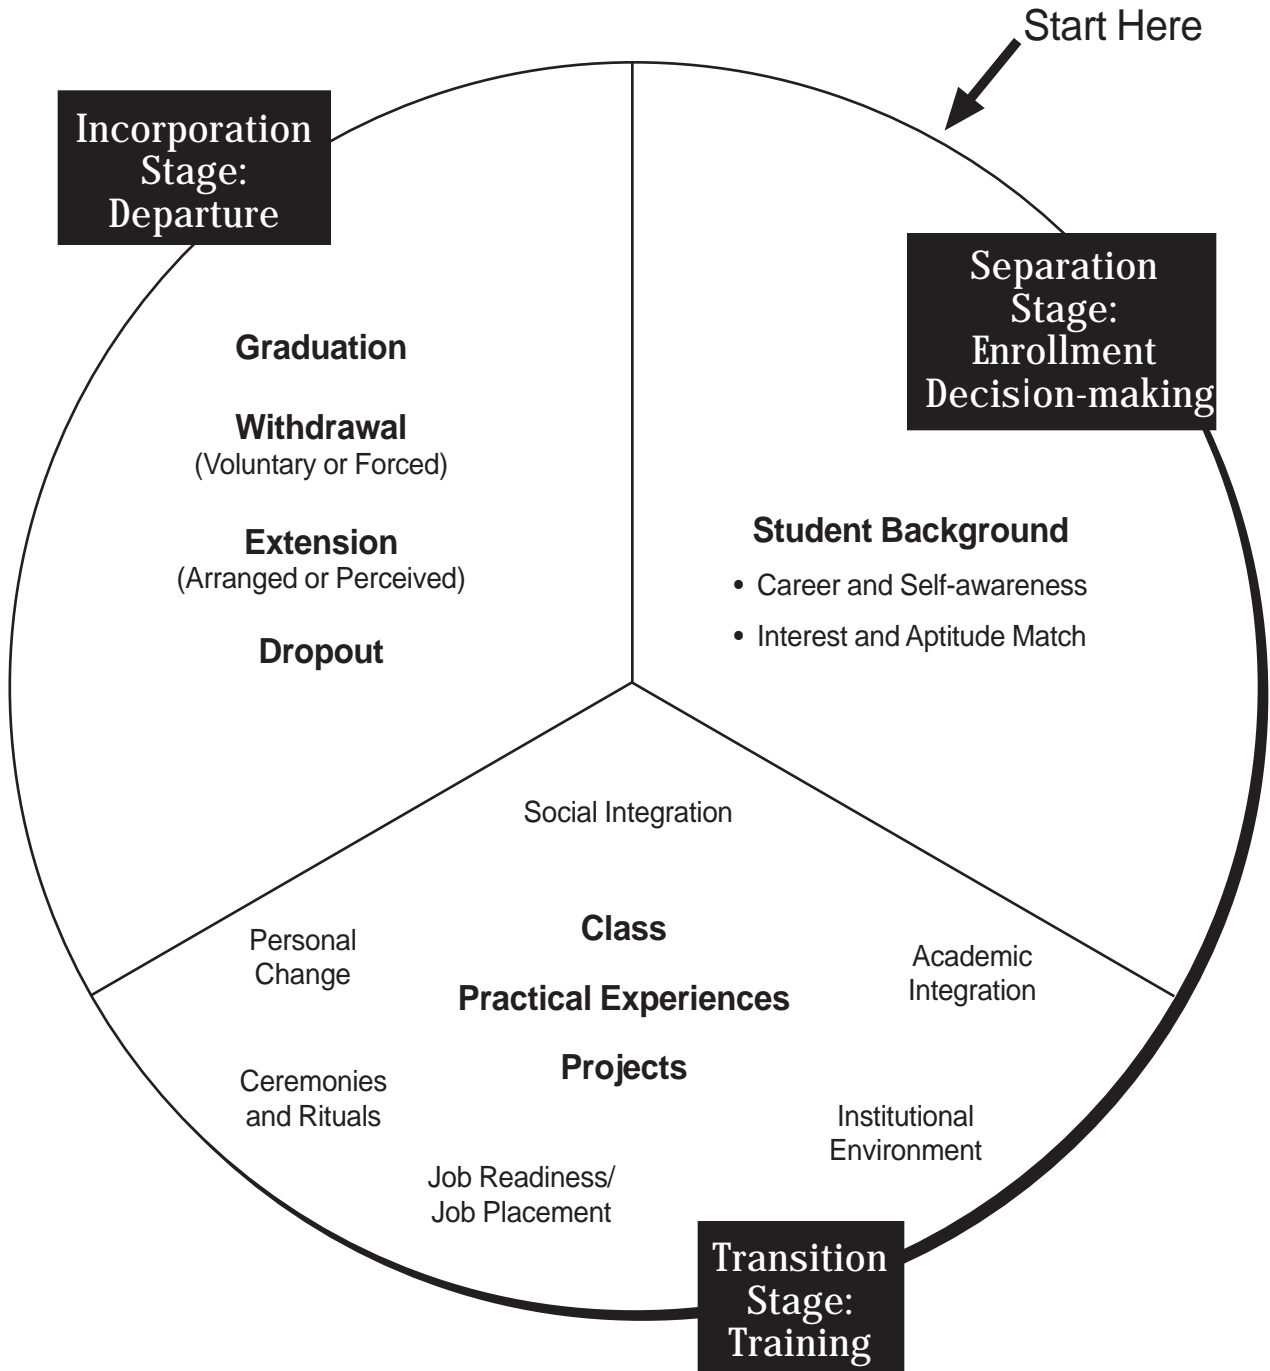 Start Here
Incorporation
Stage:
Departure
Separation
Stage:
Enrollment
Decision-making
Graduation
Withdrawal
(Voluntary or Forced)
Extension
(Arranged or Perceived)
Dropout
Student Background
• Career and Self-awareness
• Interest and Aptitude Match
Social Integration
Class
Practical Experiences
Projects
Personal
Change
Academic
Integration
Ceremonies
and Rituals
Institutional
Environment
Job Readiness/
Job Placement
Transition
Stage:
Training